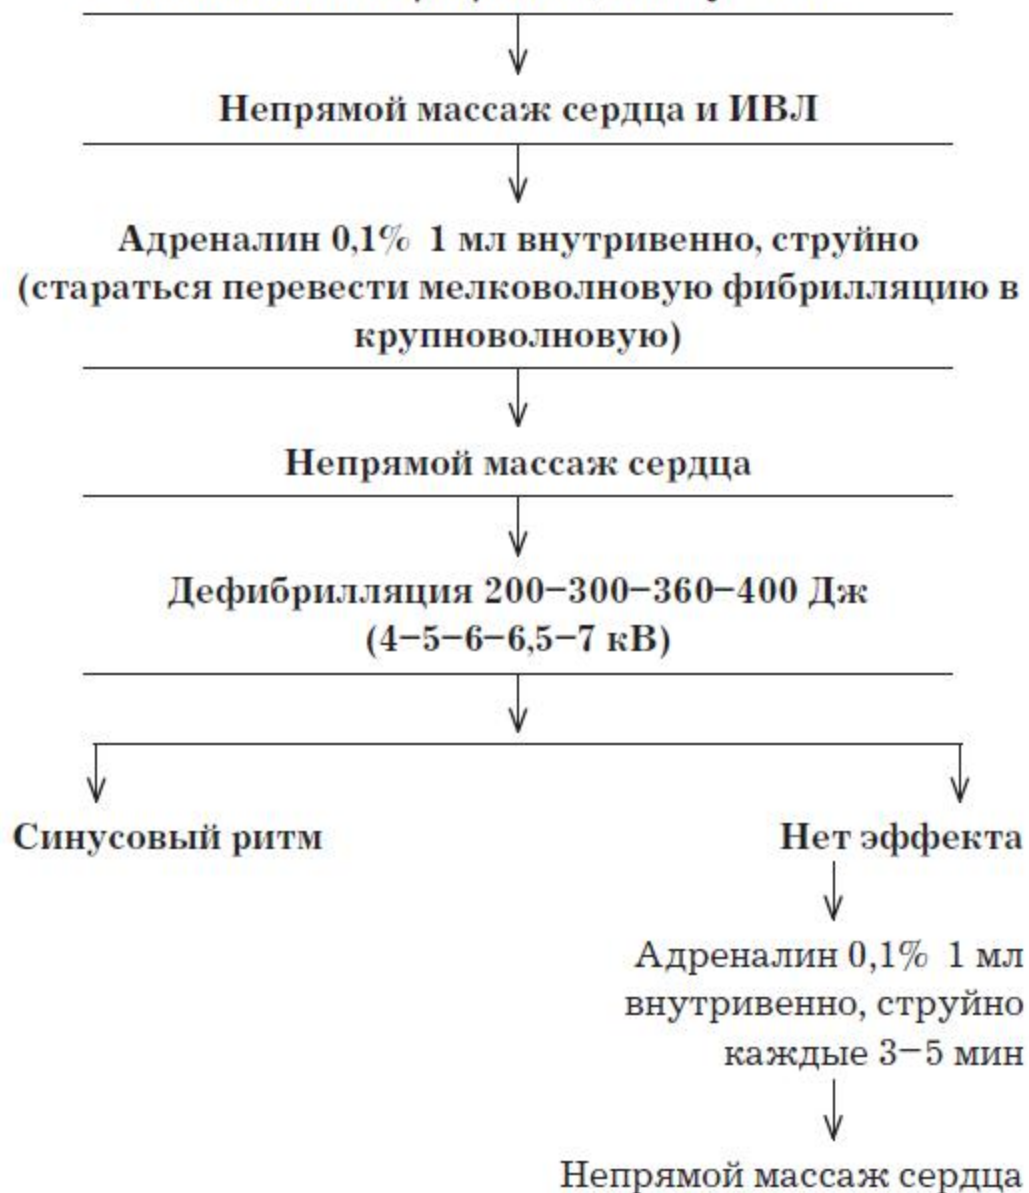 Непрямой массаж сердца и ИВЛ
Адреналин 0,1% 1 мл внутривенно, струйно
(стараться перевести мелковолновую фибрилляцию в
крупноволновую)
Непрямой массаж сердца
Дефибрилляция 200–300–360–400 Дж
(4–5–6–6,5–7 кВ)
Синусовый ритм
Нет эффекта
Адреналин 0,1% 1 мл
внутривенно, струйно
каждые 3–5 мин
Непрямой массаж сердца